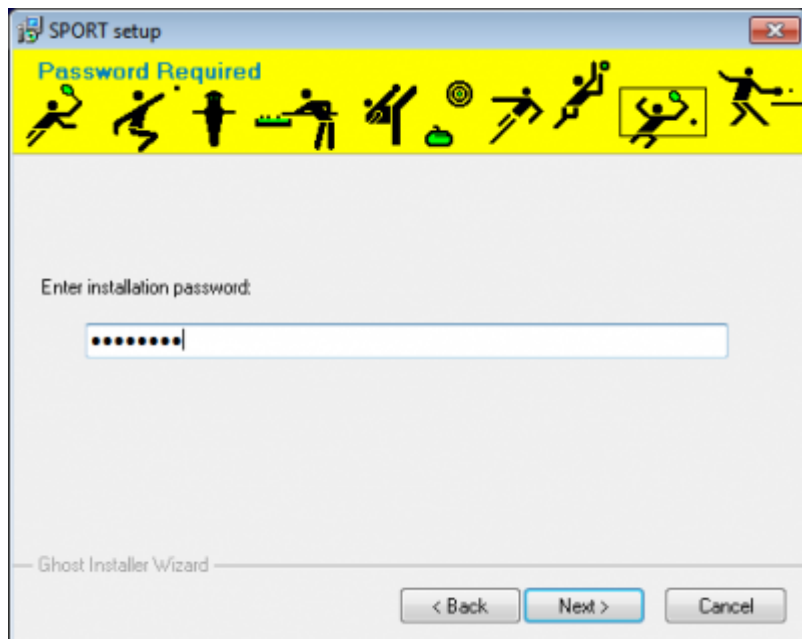 SPORT setup
Password Required
Enter installation password:
••••••••
Ghost Installer Wizard
< Back
Next >
Cancel